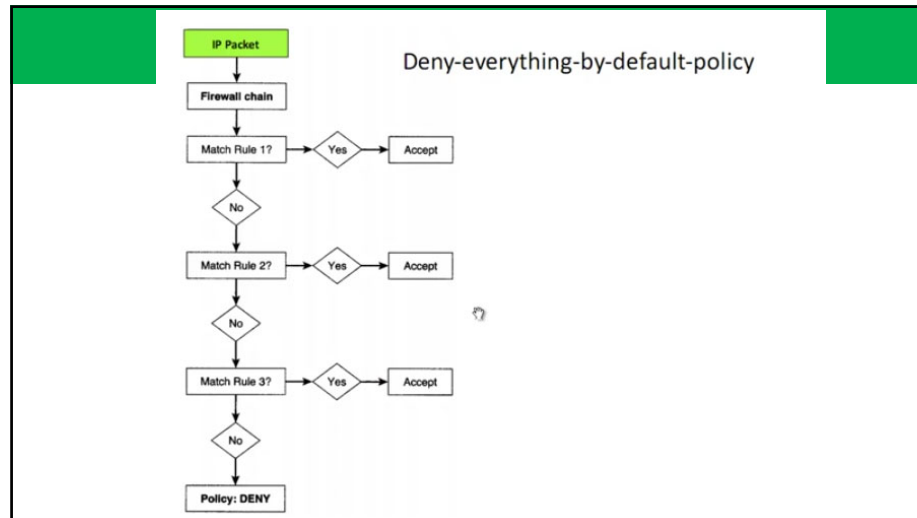 IP Packet
Deny-everything-by-default-policy
Firewall chain
Match Rule 1?
Yes
Accept
No
Match Rule 2?
Yes
Accept
No
Match Rule 3?
Yes
Accept
No
Policy: DENY